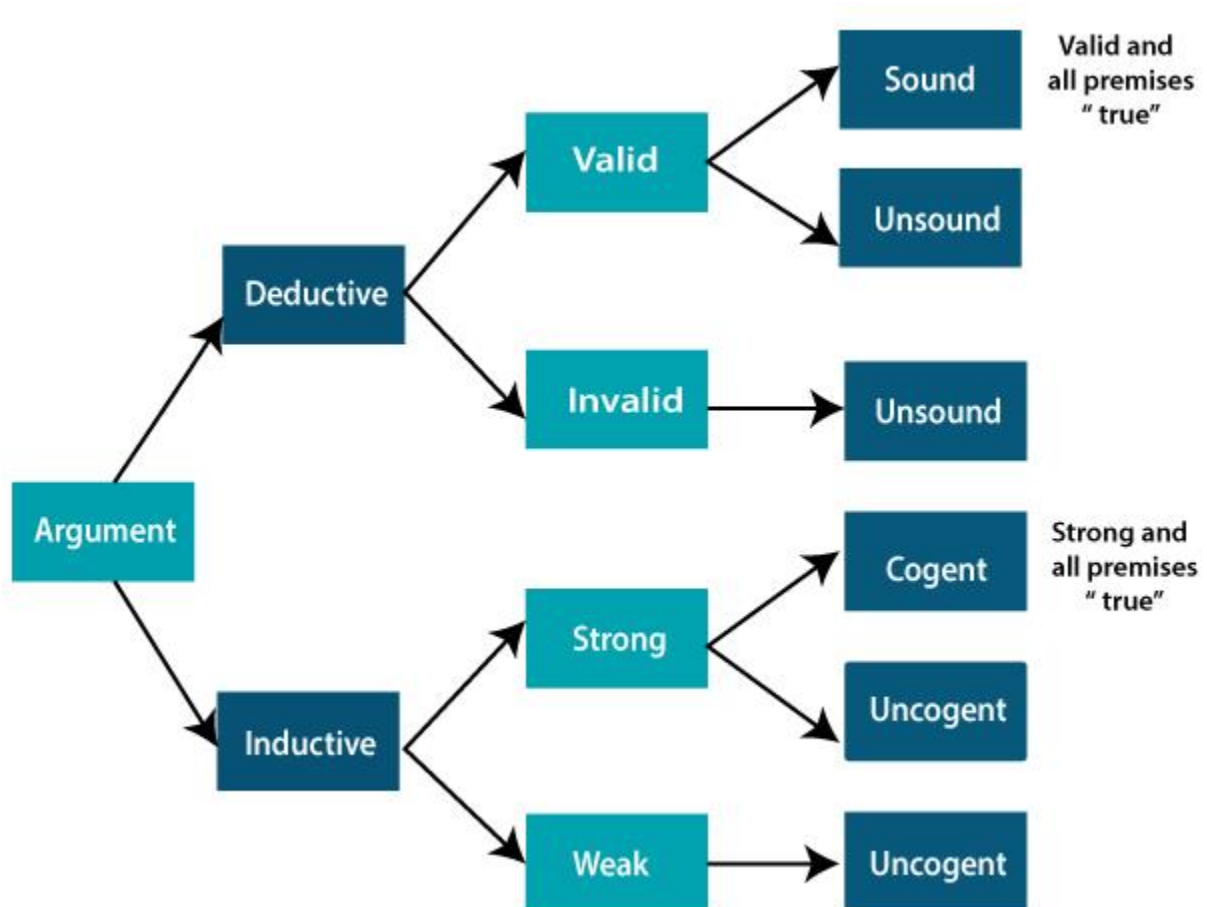 Sound
Valid and
all premises
“ true”
Valid
Unsound
Deductive
Invalid
Unsound
Argument
Cogent
Strong and
all premises
“ true”
Strong
Uncogent
Inductive
Weak
Uncogent